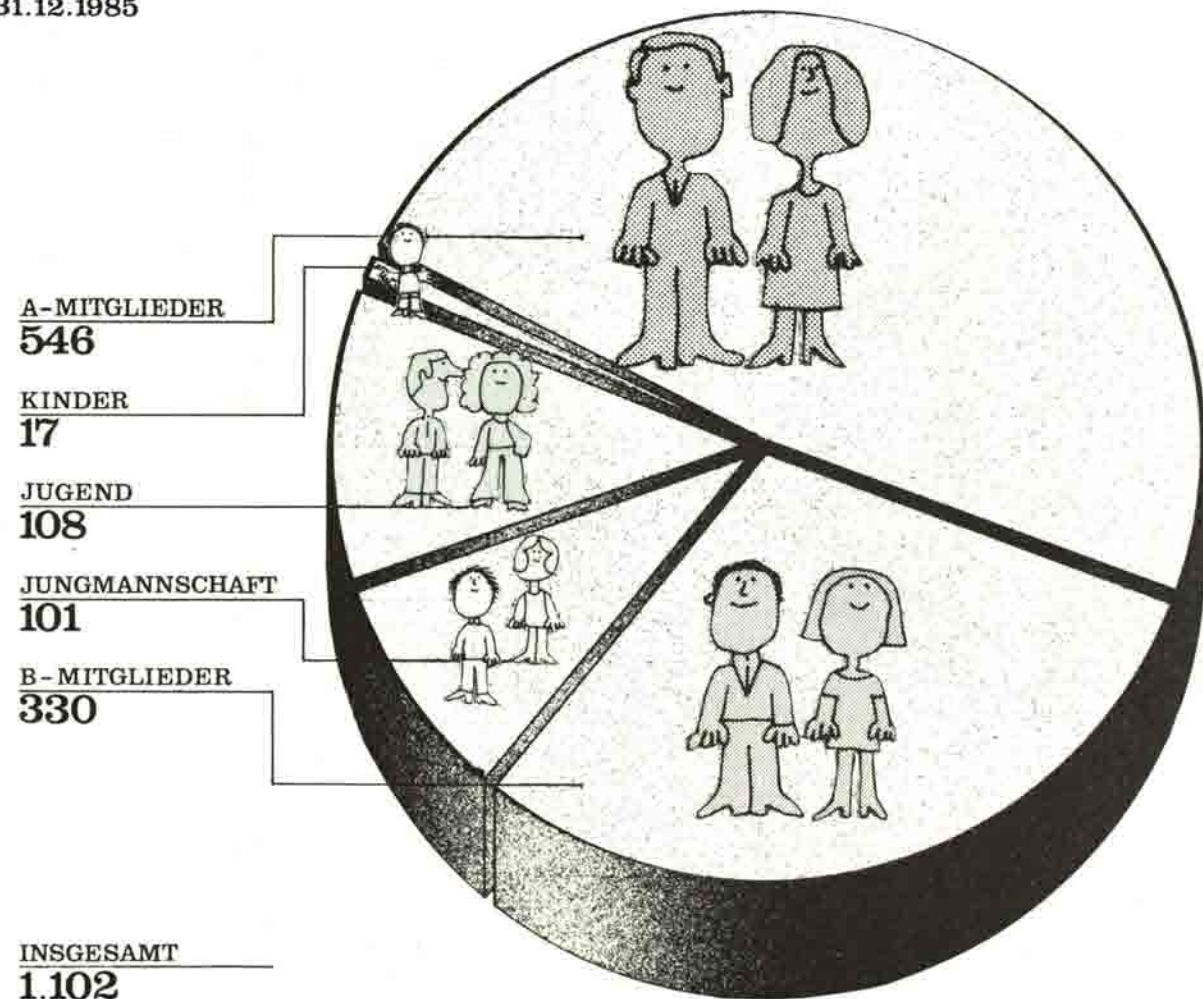 31.12.1985
A-MITGLIEDER
546
KINDER
17
JUGEND
108
JUNGMANNSCHAFT
101
B-MITGLIEDER
330
INSGESAMT
1.102